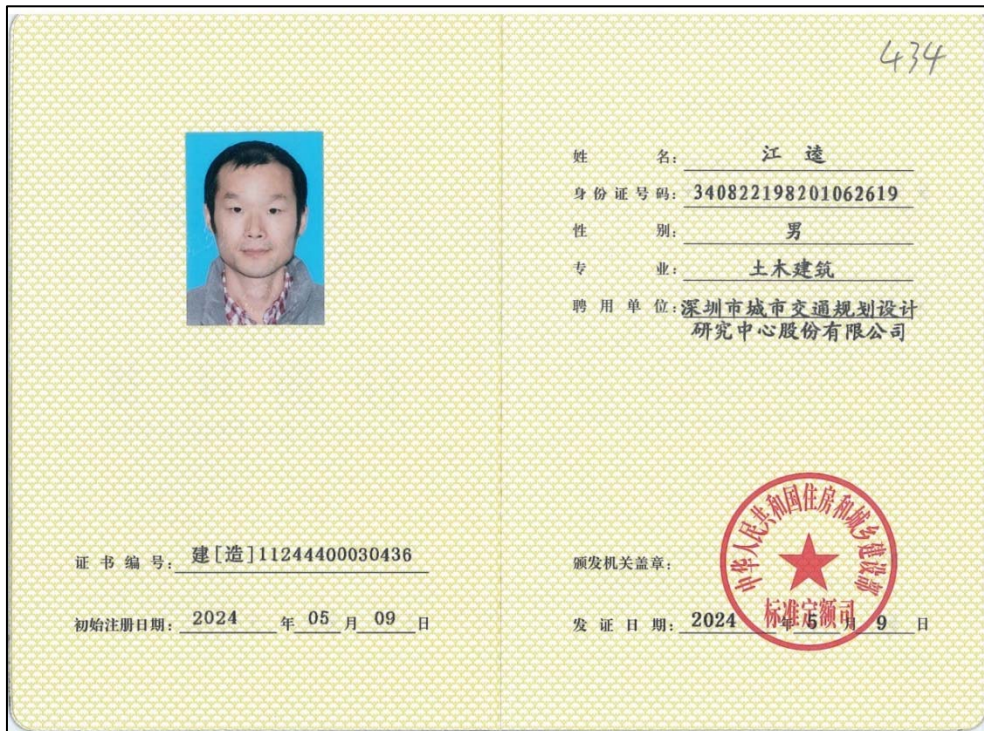 434
姓 名: 江逵
身份证号码: 340822198201062619
性 别: 男
专 业: 土木建筑
聘用单位: 深圳市城市交通规划设计
研究中心股份有限公司
证书编号: 建[造]11244400030436
初始注册日期: 2024 年 05 月 09 日
颁发机关盖章:
中华人民共和国住房和城乡建设部
标准定额司
发证日期: 2024 年 5 月 9 日